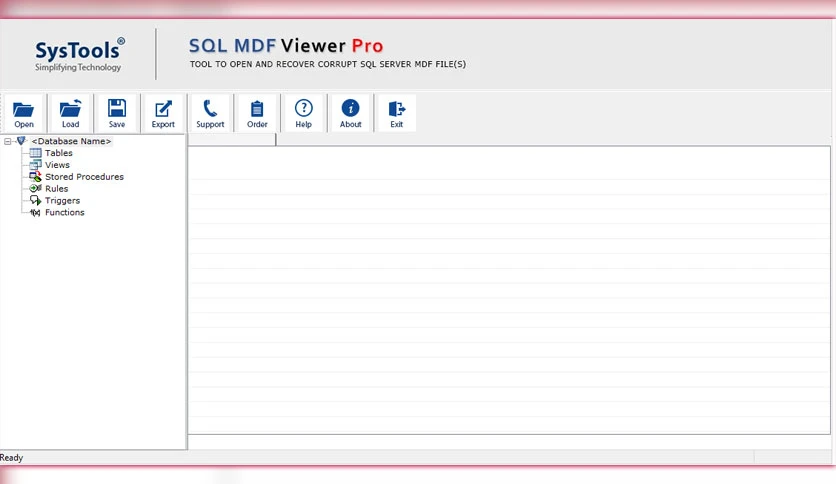 SysTools®
Simplifying Technology
SQL MDF Viewer Pro
TOOL TO OPEN AND RECOVER CORRUPT SQL SERVER MDF FILE(S)
Open Load Save Export Support Order Help About Exit
<Database Name>
Tables
Views
Stored Procedures
Rules
Triggers
Functions
Ready